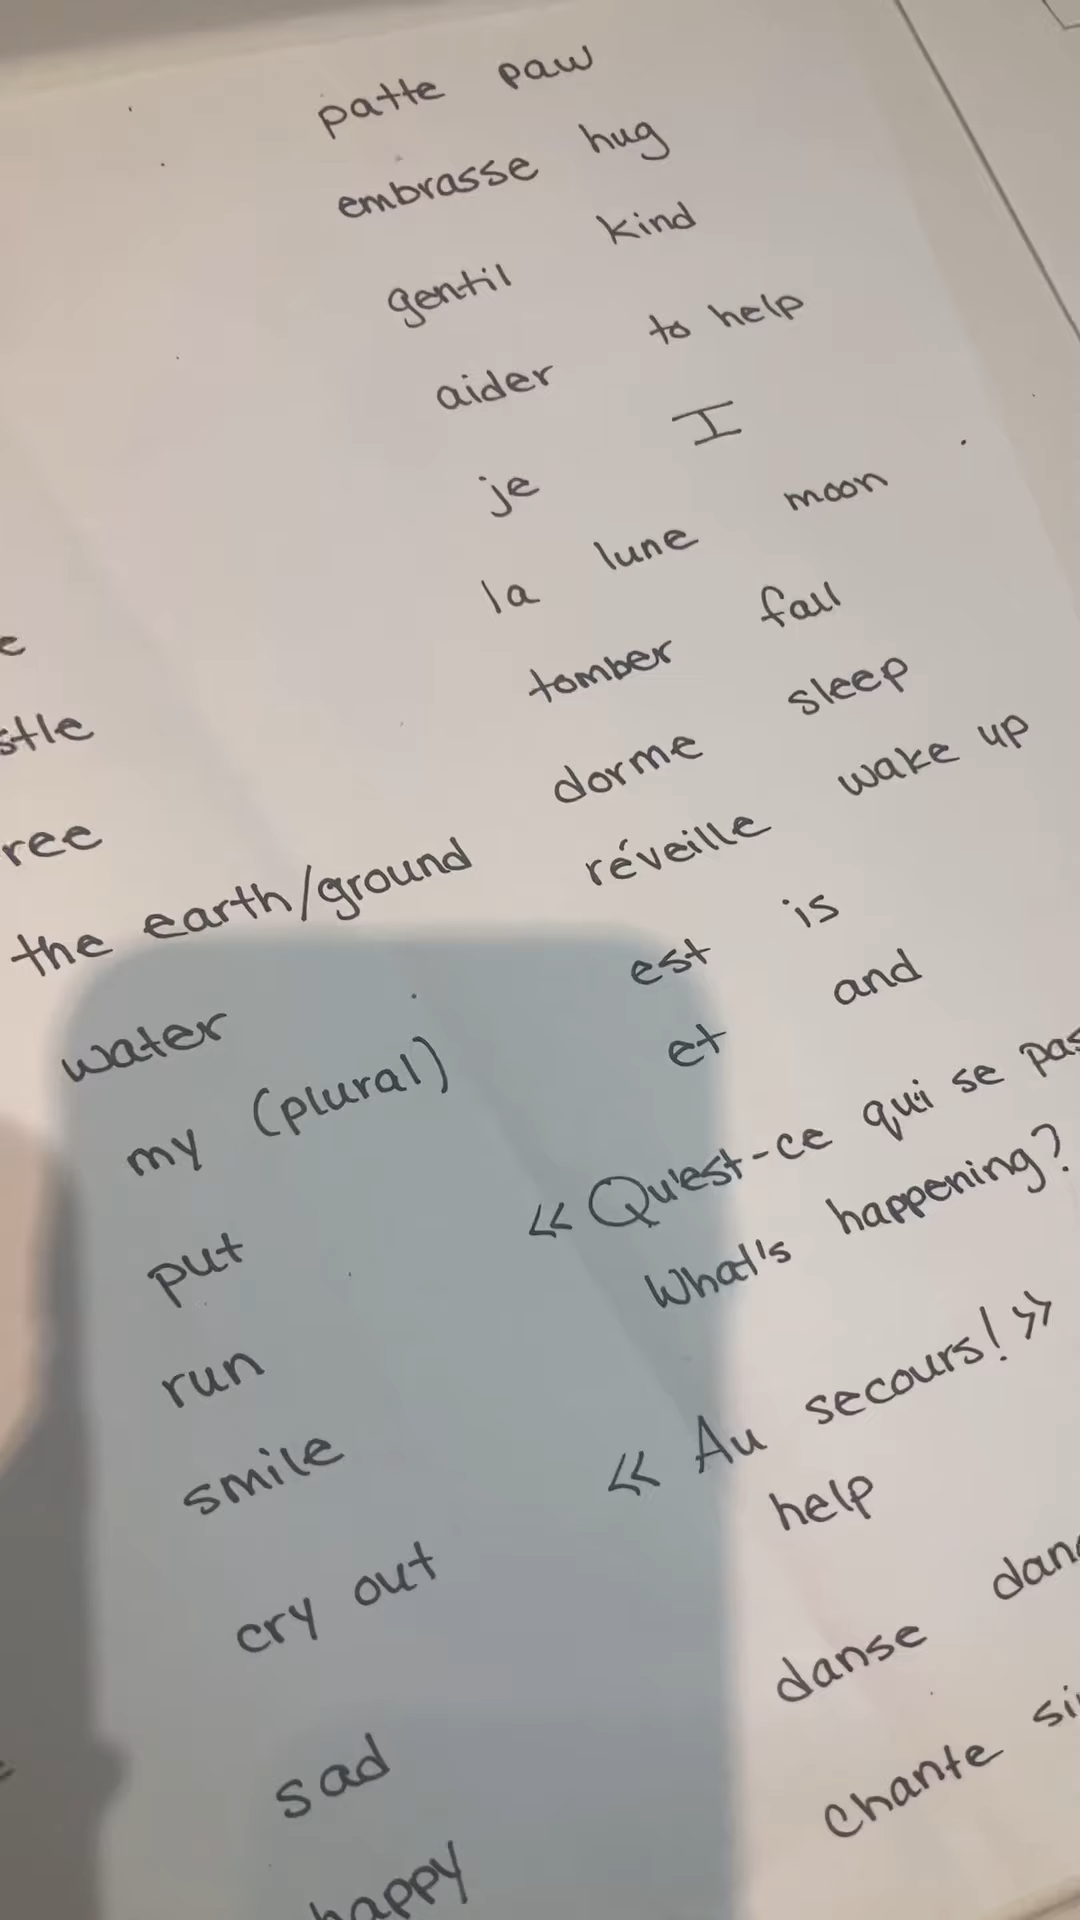 patte paw
embrasse hug
gentil kind
aider to help
je I
la lune moon
tomber fall
dorme sleep
réveille wake up
est is
et and
« Qu'est-ce qui se
What's happening?
« Au secours! »
help
danse
chante
the earth/ground
water
my (plural)
put
run
smile
cry out
sad
happy